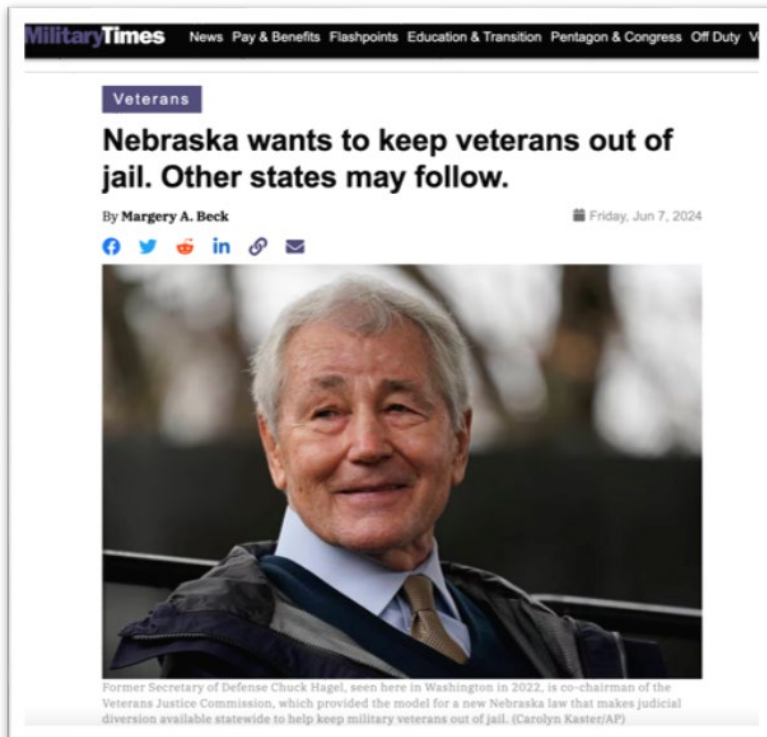 MilitaryTimes News Pay & Benefits Flashpoints Education & Transition Pentagon & Congress Off Duty
Veterans
Nebraska wants to keep veterans out of
jail. Other states may follow.
By Margery A. Beck Friday, Jun 7, 2024
in
Former Secretary of Defense Chuck Hagel, seen here in Washington in 2022, is co-chairman of the
Veterans Justice Commission, which provided the model for a new Nebraska law that makes judicial
diversion available statewide to help keep military veterans out of jail. (Carolyn Kaster/AP)